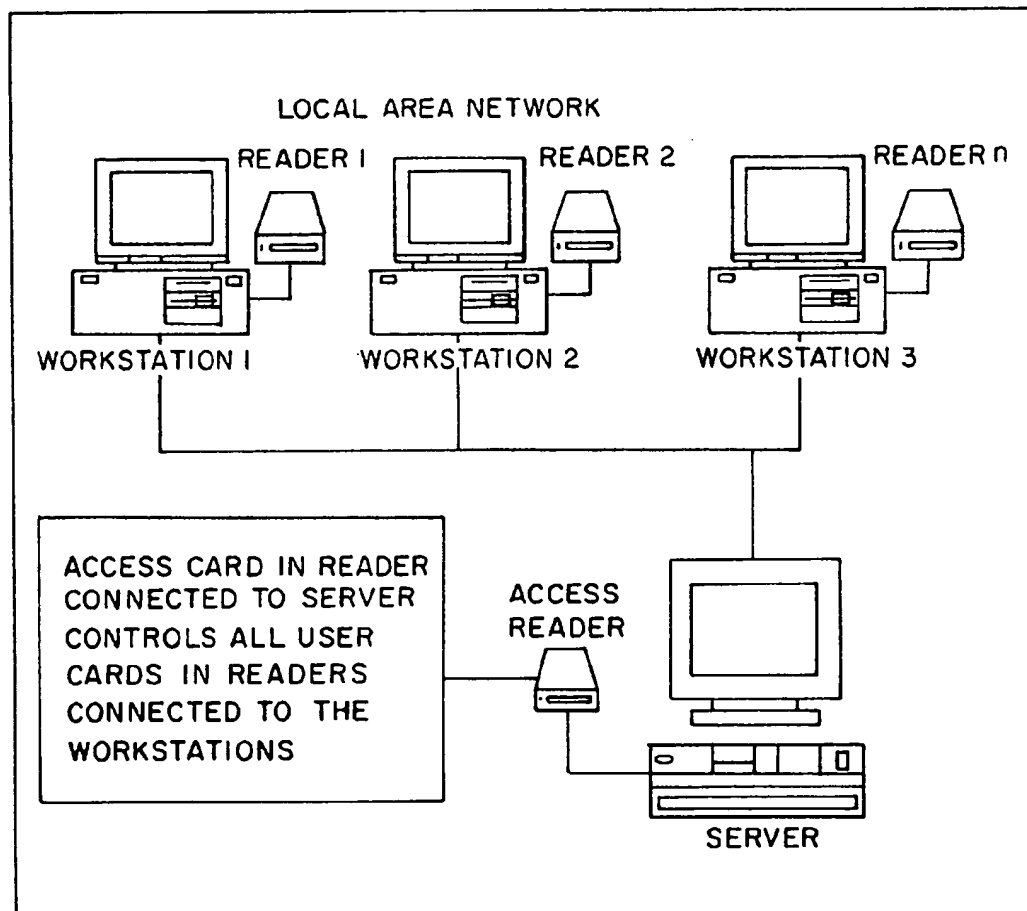 LOCAL AREA NETWORK
READER 1
READER 2
READER n
WORKSTATION 1
WORKSTATION 2
WORKSTATION 3
ACCESS CARD IN READER
CONNECTED TO SERVER
CONTROLS ALL USER
CARDS IN READERS
CONNECTED TO THE
WORKSTATIONS
ACCESS
READER
SERVER